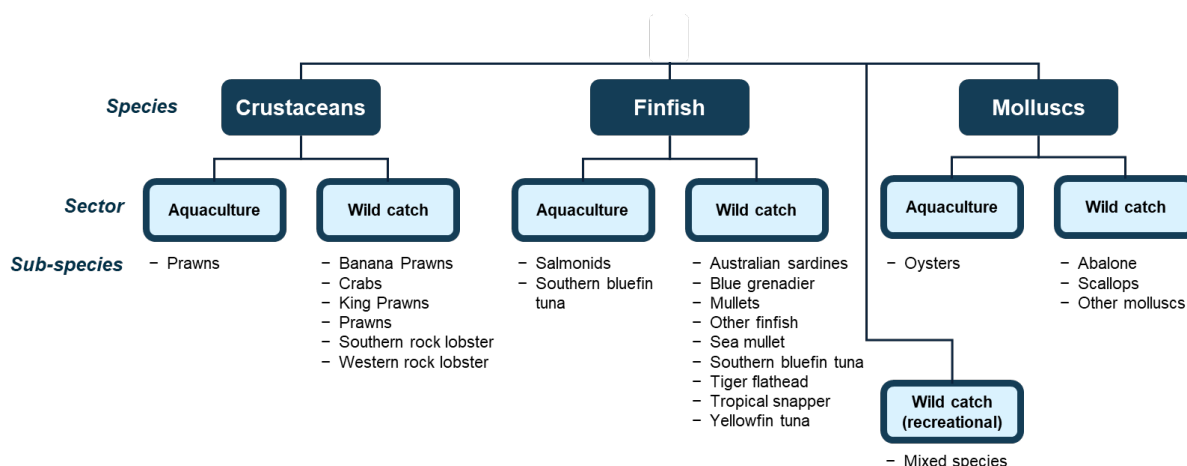 Species
Crustaceans
Finfish
Molluscs
Sector
Aquaculture
Wild catch
Aquaculture
Wild catch
Aquaculture
Wild catch
Sub-species
– Prawns
– Banana Prawns
– Crabs
– King Prawns
– Prawns
– Southern rock lobster
– Western rock lobster
– Salmonids
– Southern bluefin
tuna
– Australian sardines
– Blue grenadier
– Mullets
– Other finfish
– Sea mullet
– Southern bluefin tuna
– Tiger flathead
– Tropical snapper
– Yellowfin tuna
– Oysters
– Abalone
– Scallops
– Other molluscs
Wild catch
(recreational)
– Mixed species